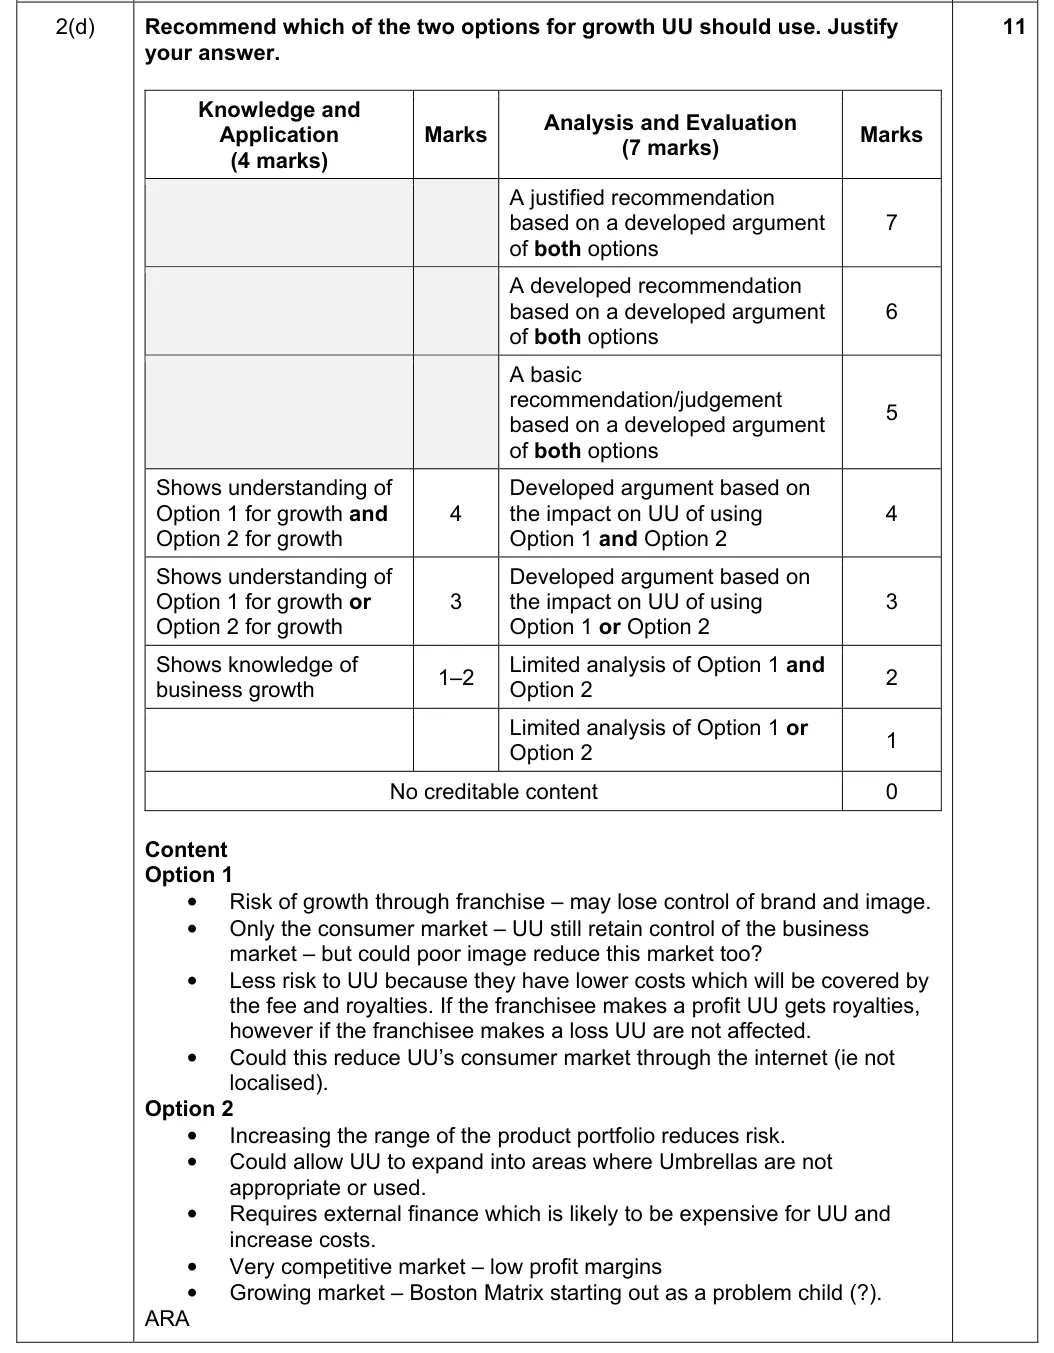 2(d)
Recommend which of the two options for growth UU should use. Justify
your answer.
11
Knowledge and
Application
(4 marks)
Marks
Analysis and Evaluation
(7 marks)
Marks
A justified recommendation
based on a developed argument
of both options
7
A developed recommendation
based on a developed argument
of both options
6
A basic
recommendation/judgement
based on a developed argument
of both options
5
Shows understanding of
Option 1 for growth and
Option 2 for growth
4
Developed argument based on
the impact on UU of using
Option 1 and Option 2
4
Shows understanding of
Option 1 for growth or
Option 2 for growth
3
Developed argument based on
the impact on UU of using
Option 1 or Option 2
3
Shows knowledge of
business growth
1–2
Limited analysis of Option 1 and
Option 2
2
Limited analysis of Option 1 or
Option 2
1
No creditable content
0
Content
Option 1
• Risk of growth through franchise – may lose control of brand and image.
• Only the consumer market – UU still retain control of the business
market – but could poor image reduce this market too?
• Less risk to UU because they have lower costs which will be covered by
the fee and royalties. If the franchisee makes a profit UU gets royalties,
however if the franchisee makes a loss UU are not affected.
• Could this reduce UU’s consumer market through the internet (ie not
localised).
Option 2
• Increasing the range of the product portfolio reduces risk.
• Could allow UU to expand into areas where Umbrellas are not
appropriate or used.
• Requires external finance which is likely to be expensive for UU and
increase costs.
• Very competitive market – low profit margins
• Growing market – Boston Matrix starting out as a problem child (?).
ARA